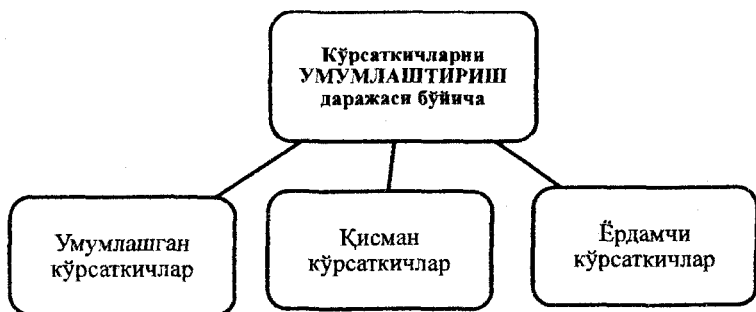 Кўрсаткичларни
УМУМЛАШТИРИШ
даражаси бўйича
Умумлашган
кўрсаткичлар
Қисман
кўрсаткичлар
Ёрдамчи
кўрсаткичлар